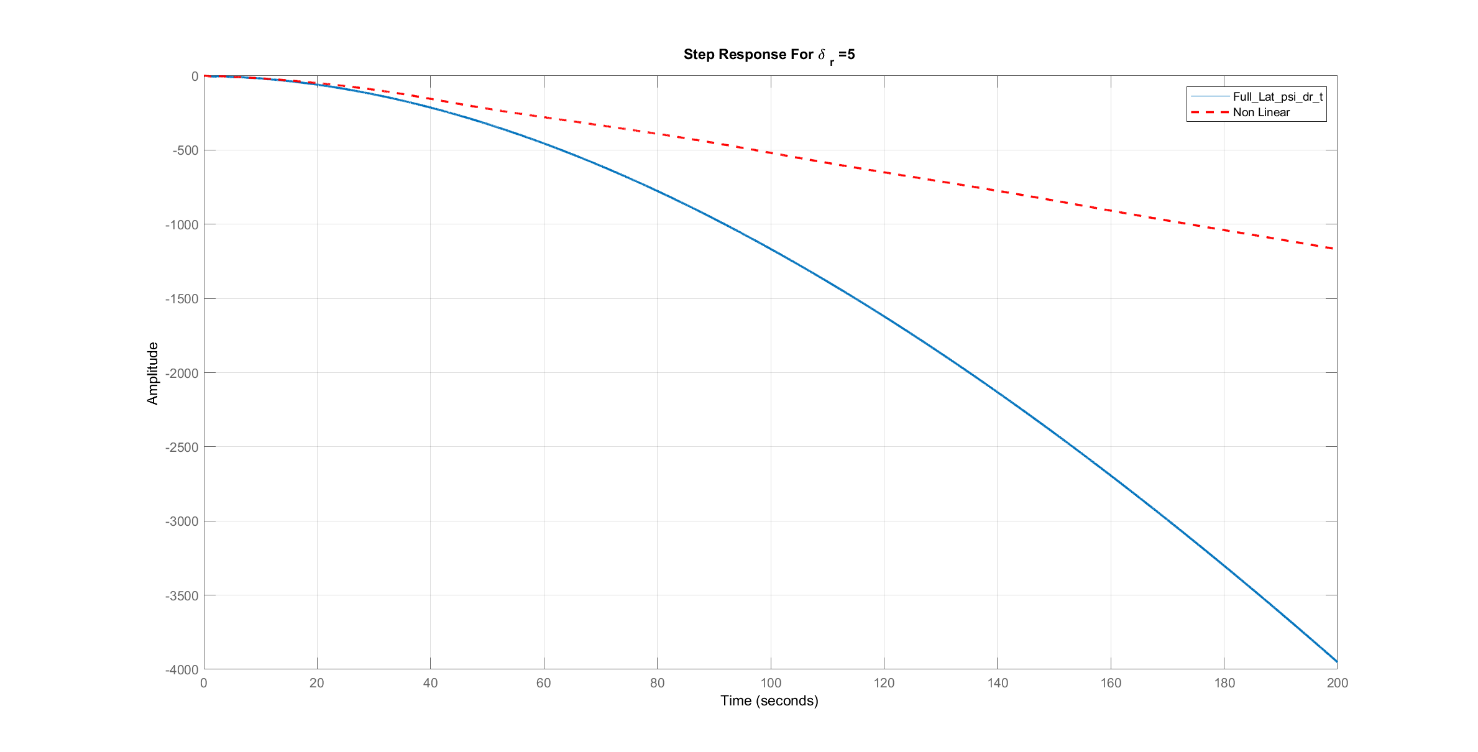 Step Response For δ r =5
Full_Lat_psi_dr_t
Non Linear
0
-500
-1000
-1500
-2000
-2500
-3000
-3500
-4000
Amplitude
0 20 40 60 80 100 120 140 160 180 200
Time (seconds)